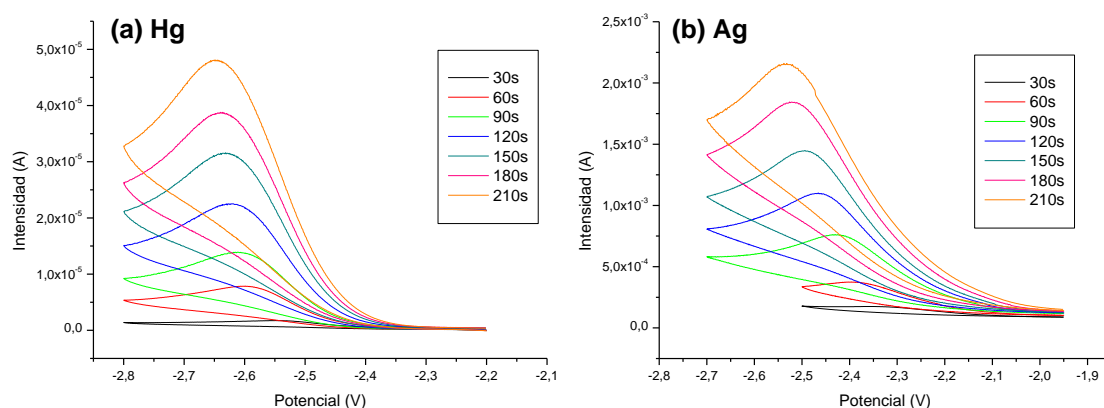 (a) Hg
5,0x10⁻⁵
4,0x10⁻⁵
3,0x10⁻⁵
2,0x10⁻⁵
1,0x10⁻⁵
0,0
Intensidad (A)
30s
60s
90s
120s
150s
180s
210s
-2,8 -2,7 -2,6 -2,5 -2,4 -2,3 -2,2 -2,1
Potencial (V)
(b) Ag
2,5x10⁻³
2,0x10⁻³
1,5x10⁻³
1,0x10⁻³
5,0x10⁻⁴
0,0
Intensidad (A)
30s
60s
90s
120s
150s
180s
210s
-2,8 -2,7 -2,6 -2,5 -2,4 -2,3 -2,2 -2,1 -2,0 -1,9
Potencial (V)